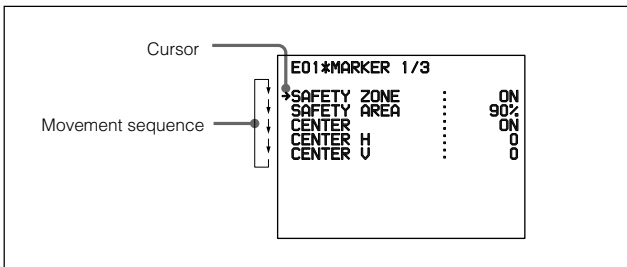 Cursor
E01*MARKER 1/3
→SAFETY ZONE : ON
SAFETY AREA : 90%
CENTER : ON
CENTER H : 0
CENTER V : 0
Movement sequence